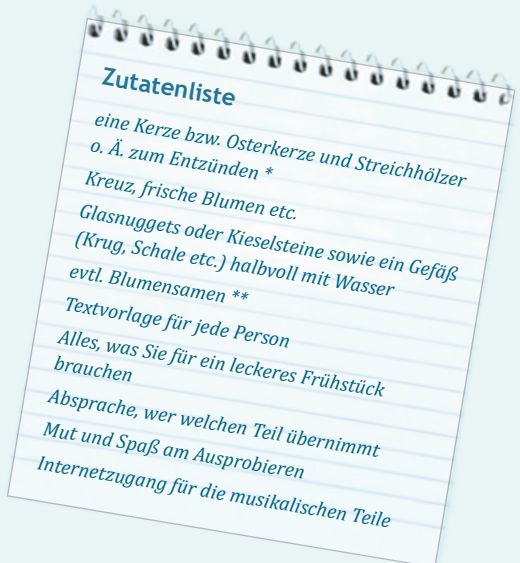 Zutatenliste
eine Kerze bzw. Osterkerze und Streichhölzer
o. Ä. zum Entzünden *
Kreuz, frische Blumen etc.
Glasnuggets oder Kieselsteine sowie ein Gefäß
(Krug, Schale etc.) halbvoll mit Wasser
evtl. Blumensamen **
Textvorlage für jede Person
Alles, was Sie für ein leckeres Frühstück
brauchen
Absprache, wer welchen Teil übernimmt
Mut und Spaß am Ausprobieren
Internetzugang für die musikalischen Teile